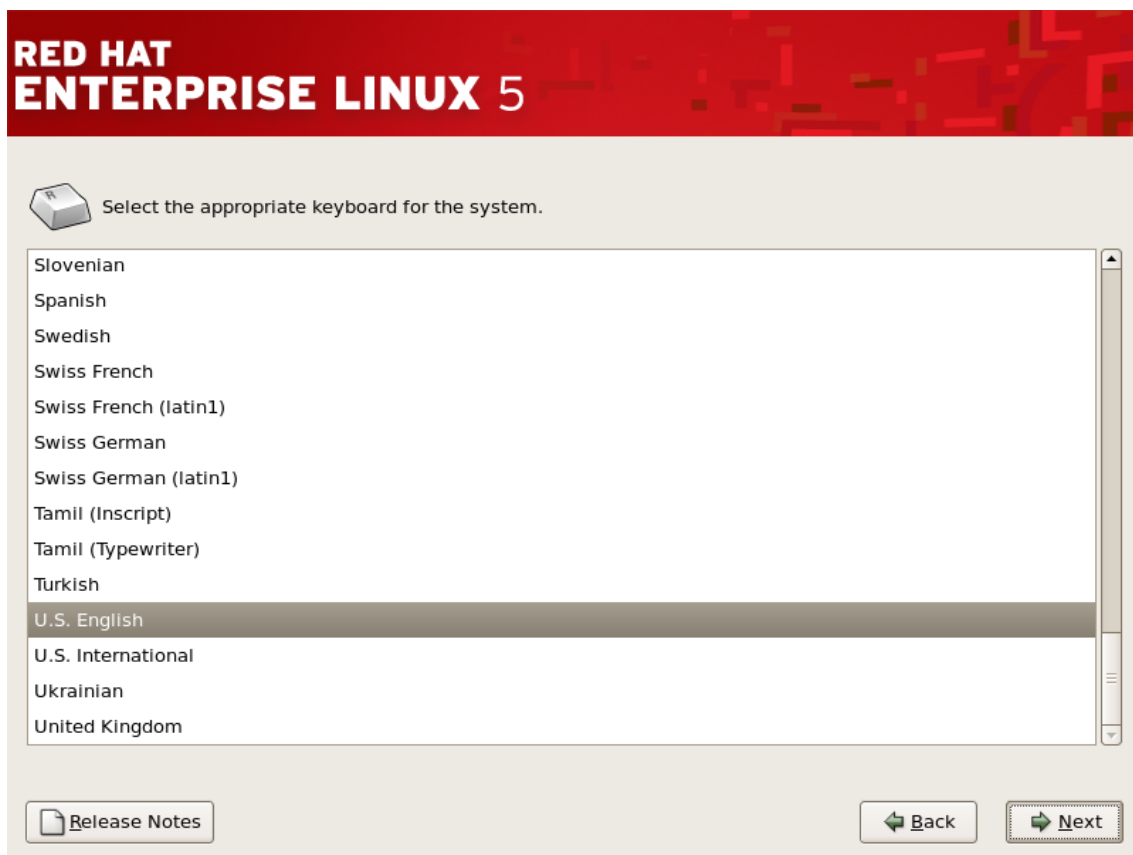 RED HAT
ENTERPRISE LINUX 5
R
Select the appropriate keyboard for the system.
Slovenian
Spanish
Swedish
Swiss French
Swiss French (latin1)
Swiss German
Swiss German (latin1)
Tamil (Inscript)
Tamil (Typewriter)
Turkish
U.S. English
U.S. International
Ukrainian
United Kingdom
Release Notes
Back
Next